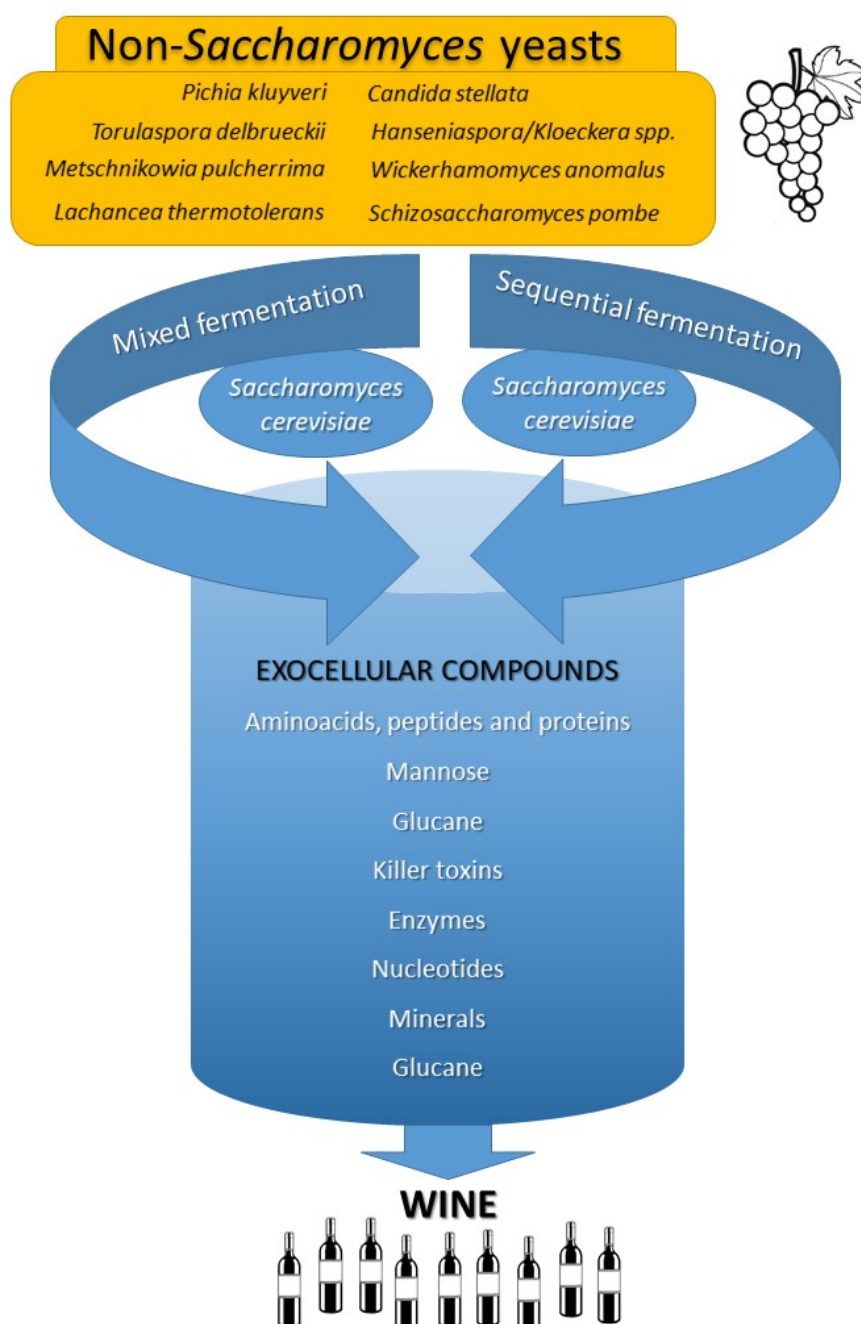 Non-Saccharomyces yeasts
Pichia kluyveri
Candida stellata
Torulaspora delbrueckii
Hanseniaspora/Kloeckera spp.
Metschnikowia pulcherrima
Wickerhamomyces anomalus
Lachancea thermotolerans
Schizosaccharomyces pombe
Mixed fermentation
Sequential fermentation
Saccharomyces
cerevisiae
Saccharomyces
cerevisiae
EXOCELLULAR COMPOUNDS
Aminoacids, peptides and proteins
Mannose
Glucane
Killer toxins
Enzymes
Nucleotides
Minerals
Glucane
WINE